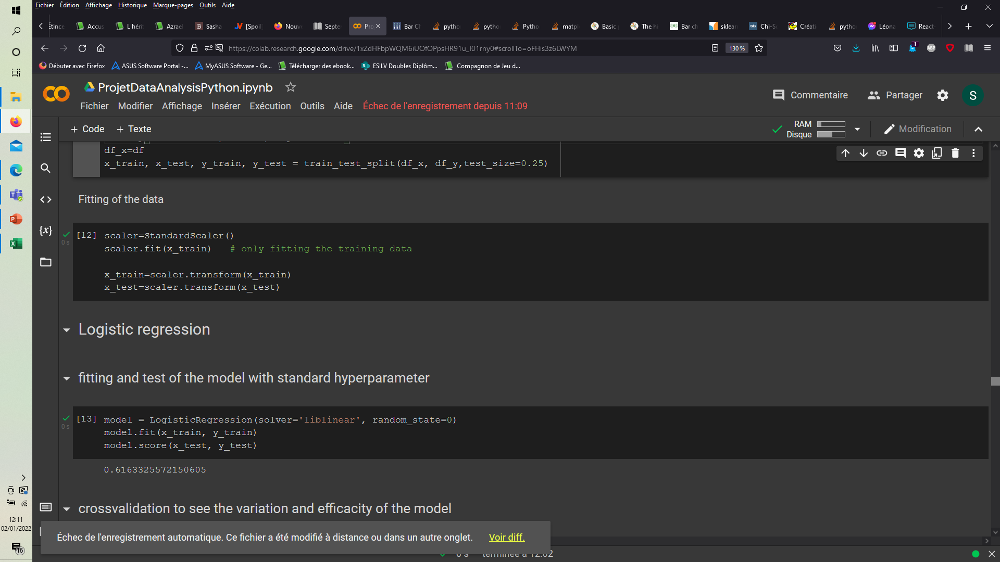 Fichier Édition Affichage Historique Marque-pages Outils Aide
Étince Accus L'héri Azrael Sasha [Spoil Nouv Septer Pro Bar Ch pytho pytho Pytho matpl Basic The hi Bar ch sklear Chi-Sc Créati pytho Léona React-
https://colab.research.google.com/drive/1xZdHFbpWQM6iUOfOPpsHR91u_I01rny0#scrollTo=oFHis3z6LWYM 130 % 1 ABP
Débuter avec Firefox ASUS Software Portal -... MyASUS Software - Ge... Télécharger des ebook... ESILV Doubles Diplôm... Compagnon de Jeu d...
ProjetDataAnalysisPython.ipynb
Commentaire Partager S
Fichier Modifier Affichage Insérer Exécution Outils Aide Échec de l'enregistrement depuis 11:09
+ Code + Texte RAM Disque Modification
df_x=df
x_train, x_test, y_train, y_test = train_test_split(df_x, df_y,test_size=0.25)
Fitting of the data
[12] scaler=StandardScaler()
0 s
scaler.fit(x_train) # only fitting the training data
x_train=scaler.transform(x_train)
x_test=scaler.transform(x_test)
Logistic regression
fitting and test of the model with standard hyperparameter
[13] model = LogisticRegression(solver='liblinear', random_state=0)
0 s
model.fit(x_train, y_train)
model.score(x_test, y_test)
0.6163325572150605
crossvalidation to see the variation and efficacity of the model
Échec de l'enregistrement automatique. Ce fichier a été modifié à distance ou dans un autre onglet. Voir diff.
12:11
02/01/2022
16